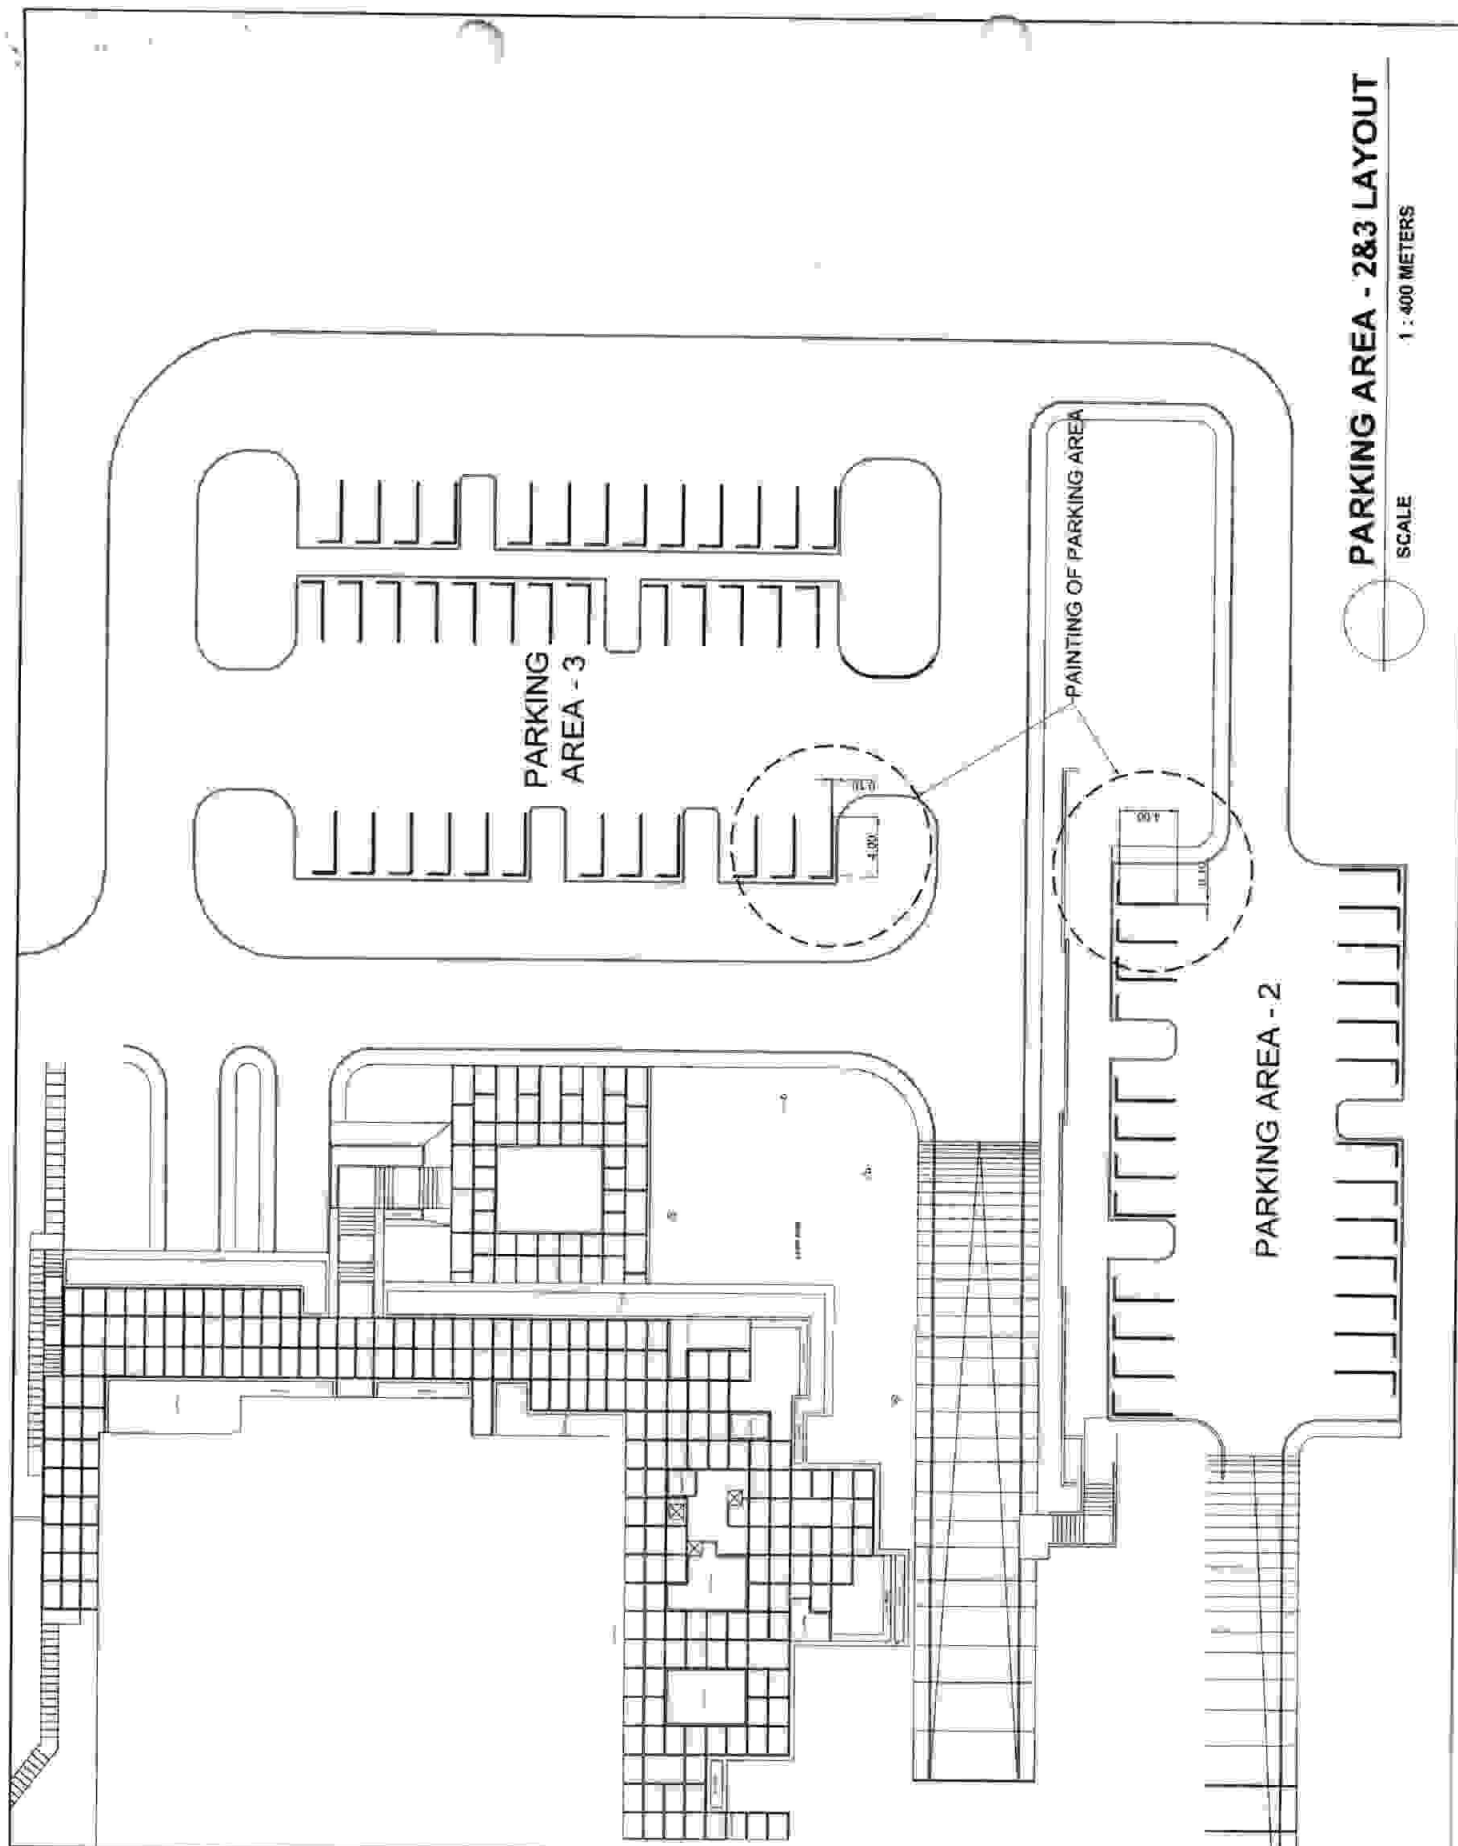 PARKING AREA - 2&3 LAYOUT
SCALE
1 : 400 METERS
PAINTING OF PARKING AREA
PARKING
AREA - 3
0.10
4.00
4.00
0.10
PARKING AREA - 2